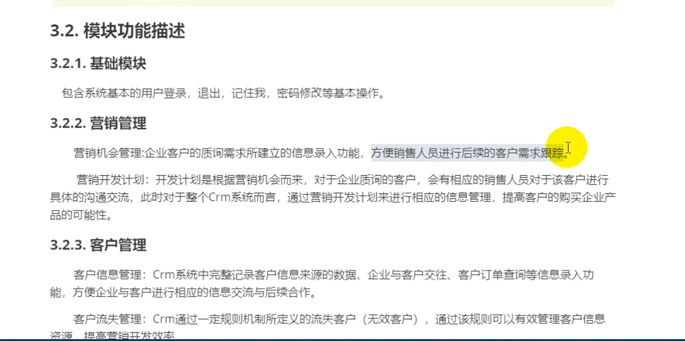 3.2. 模块功能描述
3.2.1. 基础模块
包含系统基本的用户登录，退出，记住我，密码修改等基本操作。
3.2.2. 营销管理
营销机会管理:企业客户的质询需求所建立的信息录入功能，方便销售人员进行后续的客户需求跟踪。
营销开发计划：开发计划是根据营销机会而来，对于企业质询的客户，会有相应的销售人员对于该客户进行
具体的沟通交流，此时对于整个Crm系统而言，通过营销开发计划来进行相应的信息管理，提高客户的购买企业产
品的可能性。
3.2.3. 客户管理
客户信息管理：Crm系统中完整记录客户信息来源的数据、企业与客户交往、客户订单查询等信息录入功
能，方便企业与客户进行相应的信息交流与后续合作。
客户流失管理：Crm通过一定规则机制所定义的流失客户（无效客户），通过该规则可以有效管理客户信息
资源，提高营销开发效率。